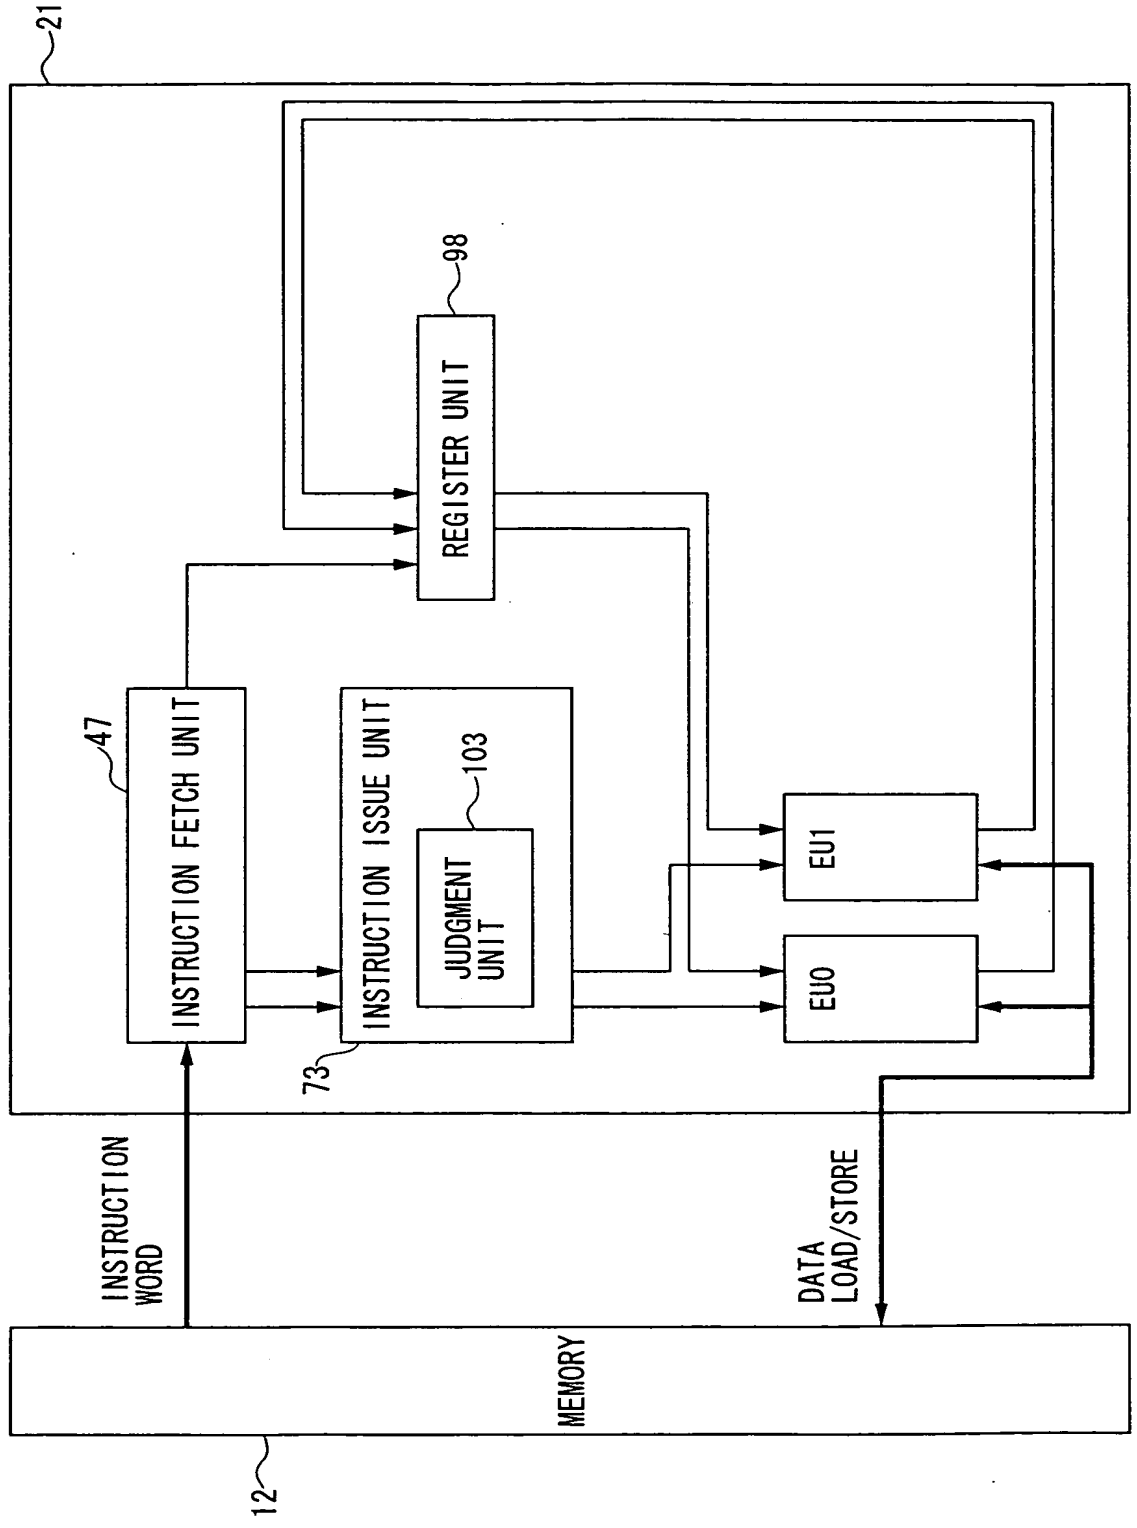 21
47
INSTRUCTION FETCH UNIT
98
REGISTER UNIT
73
INSTRUCTION ISSUE UNIT
103
JUDGMENT
UNIT
EU0
EU1
INSTRUCTION
WORD
DATA
LOAD/STORE
MEMORY
12